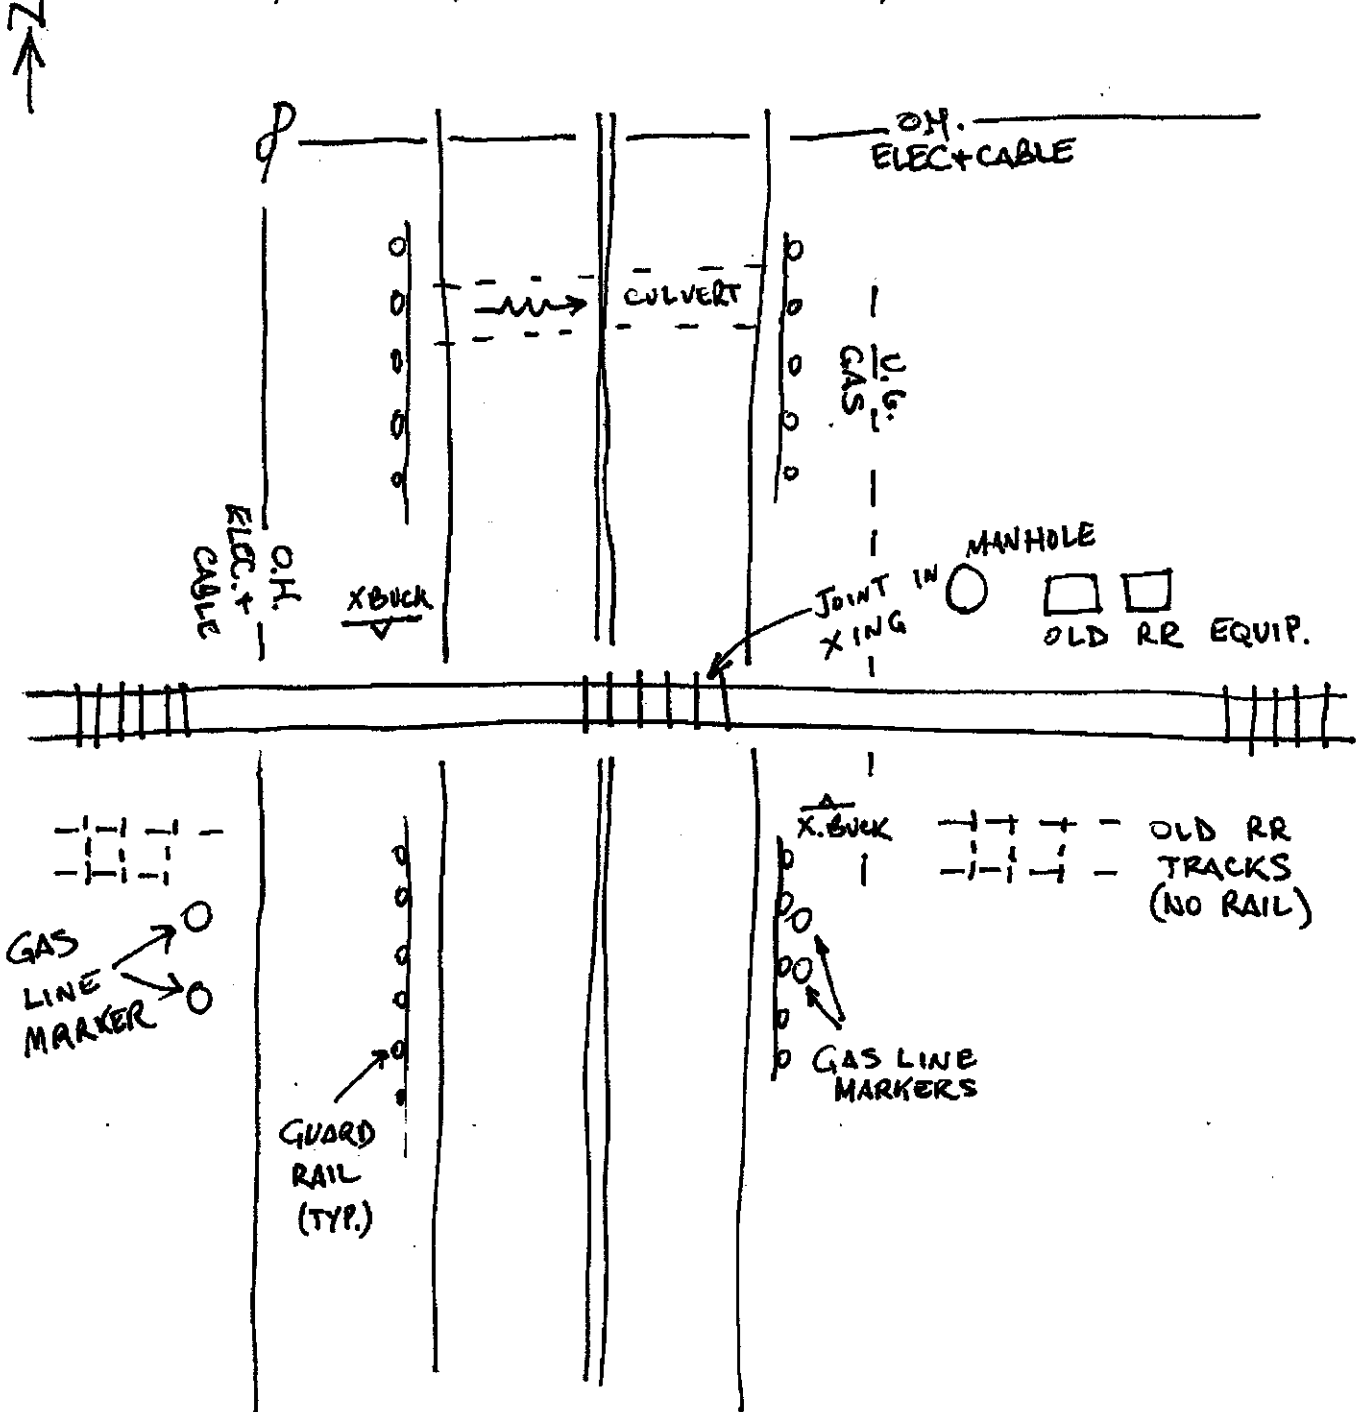 N
O.H.
ELEC + CABLE
CULVERT
U.G.
GAS
O.H.
ELEC. +
CABLE
X BUCK
MANHOLE
JOINT IN
XING
OLD RR EQUIP.
X.BUCK
OLD RR
TRACKS
(NO RAIL)
GAS
LINE
MARKER
GAS LINE
MARKERS
GUARD
RAIL
(TYP.)